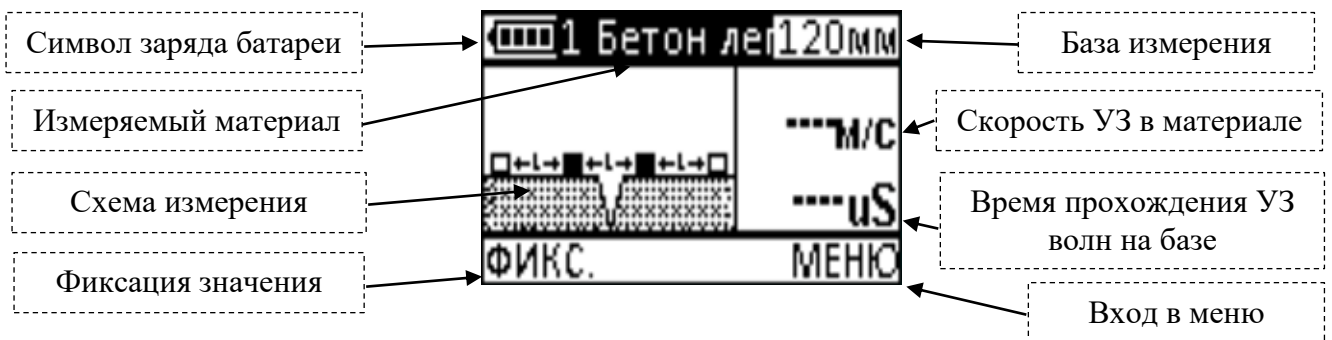 Символ заряда батареи
1 Бетон лег 120мм
База измерения
Измеряемый материал
----м/с
Скорость УЗ в материале
←L→ ←L→ ←L→
Схема измерения
----uS
Время прохождения УЗ
волн на базе
ФИКС.
МЕНЮ
Фиксация значения
Вход в меню